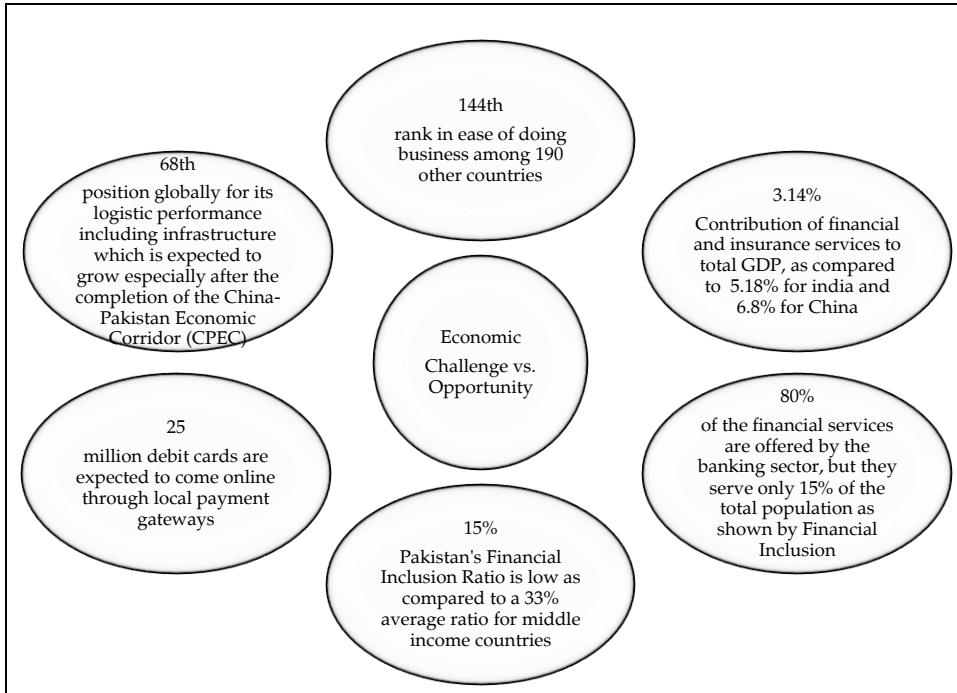 144th
rank in ease of doing
business among 190
other countries
68th
position globally for its
logistic performance
including infrastructure
which is expected to
grow especially after the
completion of the China-
Pakistan Economic
Corridor (CPEC)
3.14%
Contribution of financial
and insurance services to
total GDP, as compared
to 5.18% for india and
6.8% for China
Economic
Challenge vs.
Opportunity
25
million debit cards are
expected to come online
through local payment
gateways
80%
of the financial services
are offered by the
banking sector, but they
serve only 15% of the
total population as
shown by Financial
Inclusion
15%
Pakistan's Financial
Inclusion Ratio is low as
compared to a 33%
average ratio for middle
income countries